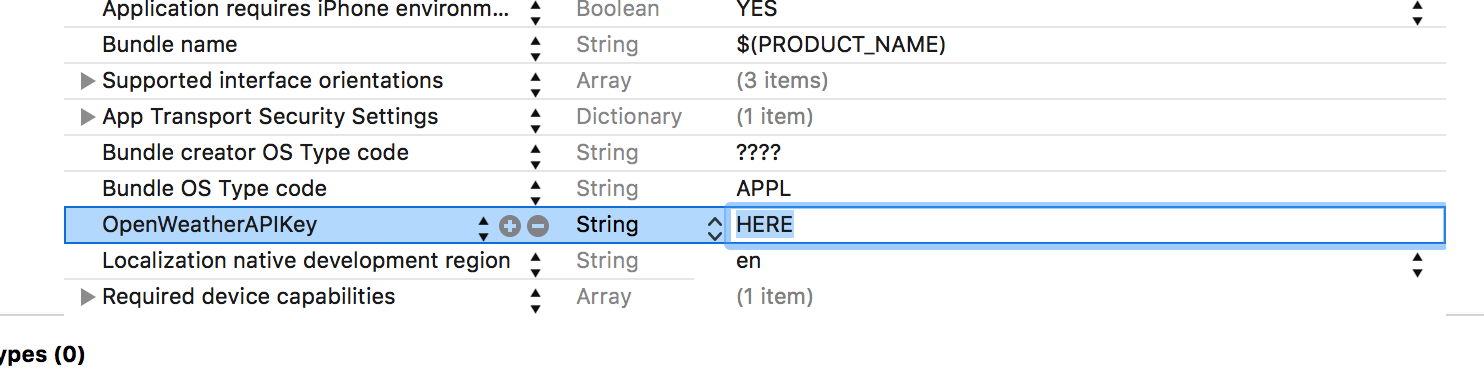 Application requires iPhone environm... Boolean YES
Bundle name String $(PRODUCT_NAME)
Supported interface orientations Array (3 items)
App Transport Security Settings Dictionary (1 item)
Bundle creator OS Type code String ????
Bundle OS Type code String APPL
OpenWeatherAPIKey String HERE
Localization native development region String en
Required device capabilities Array (1 item)
ypes (0)